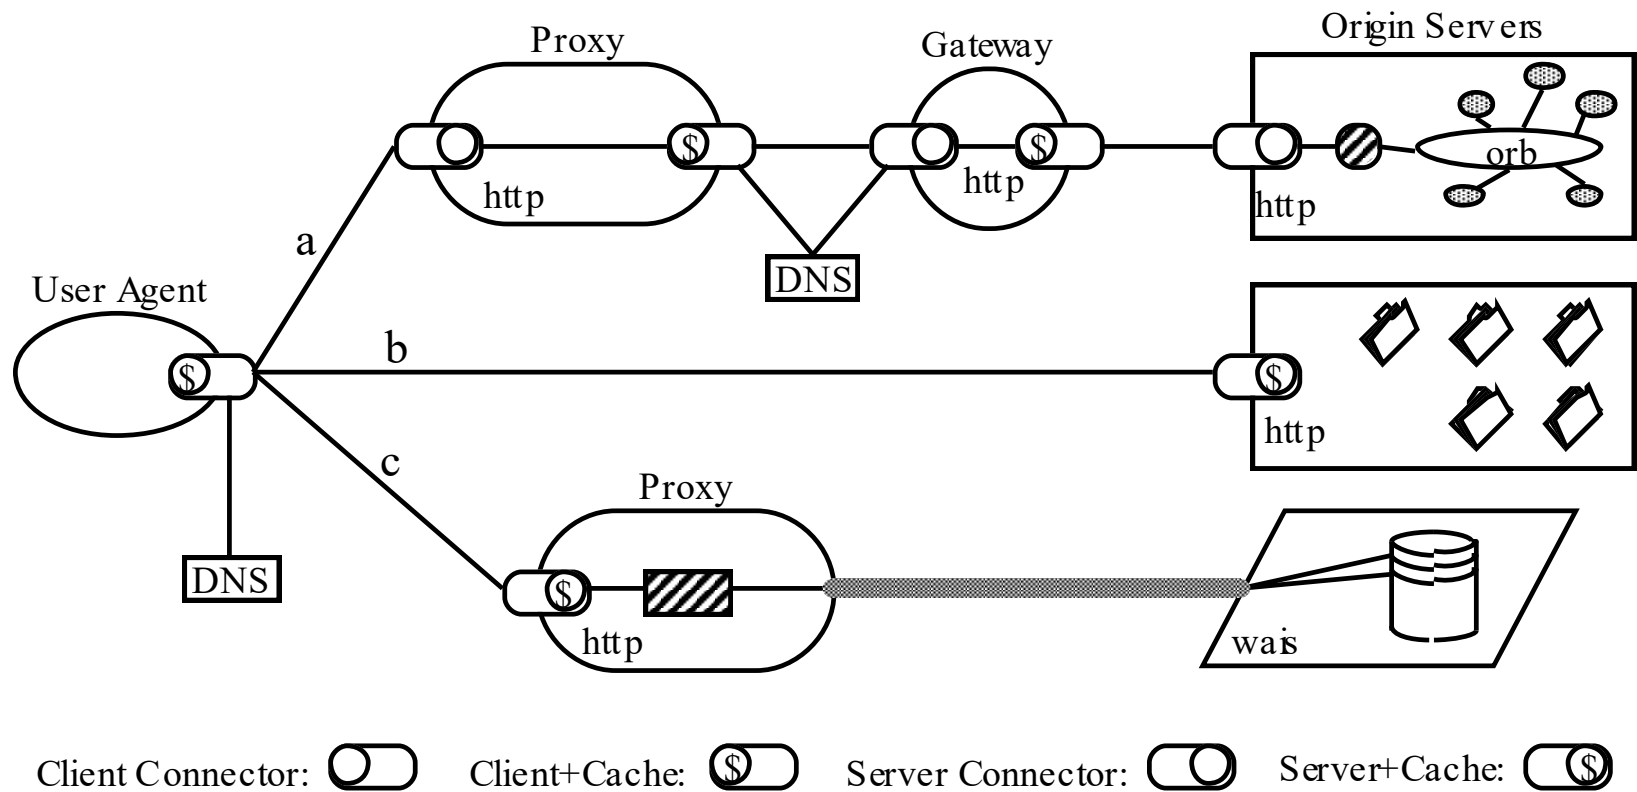 Proxy
Gateway
Origin Servers
$
$
orb
http
http
http
a
DNS
User Agent
b
$
$
http
c
Proxy
DNS
$
http
wais
Client Connector:
Client+Cache: $
Server Connector:
Server+Cache: $